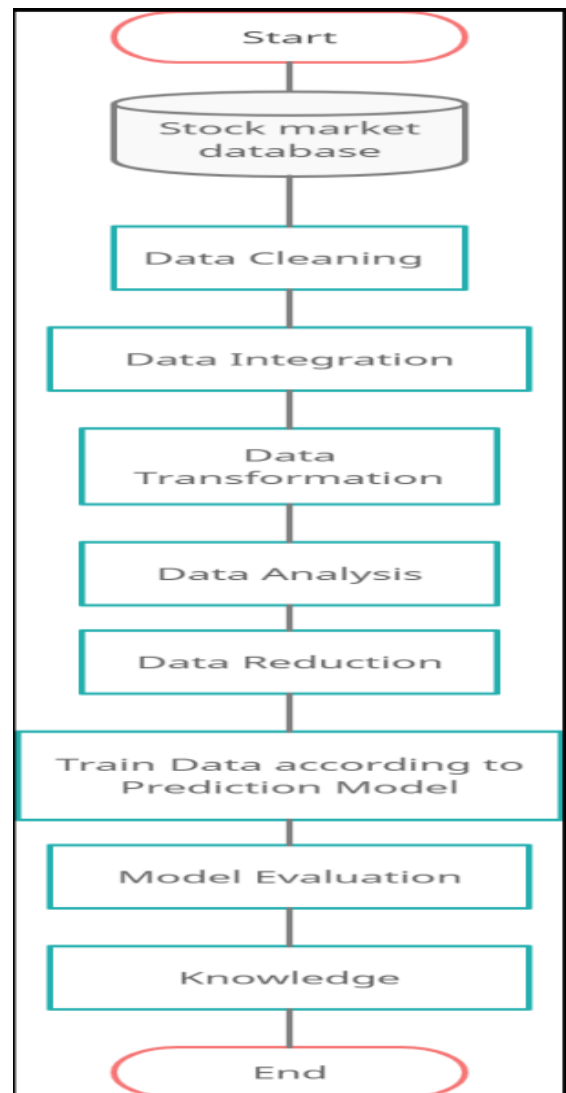 Start
Stock market
database
Data Cleaning
Data Integration
Data
Transformation
Data Analysis
Data Reduction
Train Data according to
Prediction Model
Model Evaluation
Knowledge
End